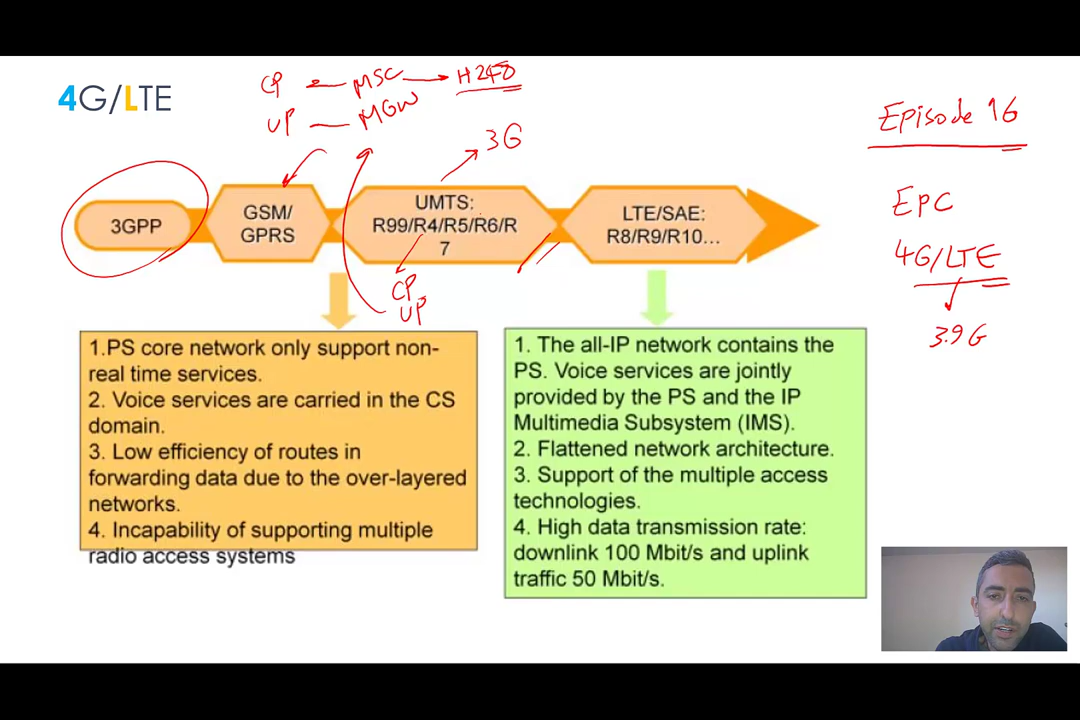 4G/LTE
CP MSC H248
UP MGW
3G
Episode 16
3GPP
GSM/
GPRS
UMTS:
R99/R4/R5/R6/R
7
LTE/SAE:
R8/R9/R10...
EPC
4G/LTE
3.9G
CP
UP
1.PS core network only support non-
real time services.
2. Voice services are carried in the CS
domain.
3. Low efficiency of routes in
forwarding data due to the over-layered
networks.
4. Incapability of supporting multiple
radio access systems
1. The all-IP network contains the
PS. Voice services are jointly
provided by the PS and the IP
Multimedia Subsystem (IMS).
2. Flattened network architecture.
3. Support of the multiple access
technologies.
4. High data transmission rate:
downlink 100 Mbit/s and uplink
traffic 50 Mbit/s.